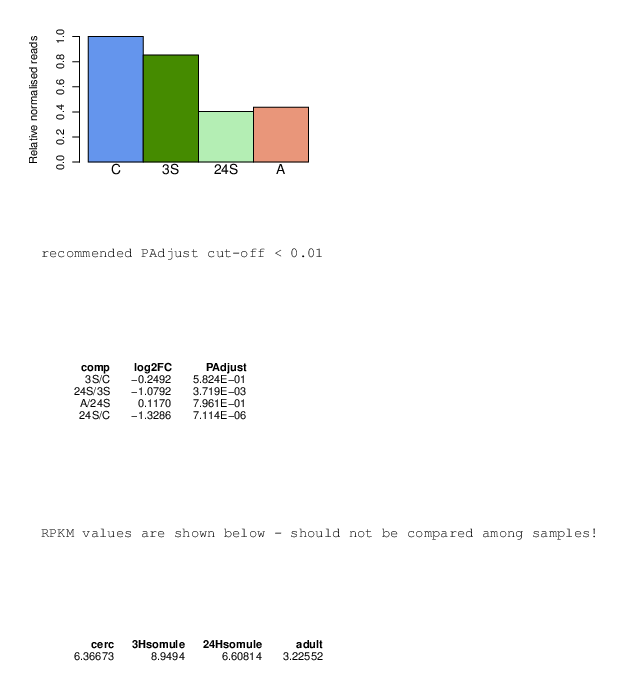 Relative normalised reads
1.0
0.8
0.6
0.4
0.2
0.0
C 3S 24S A
recommended PAdjust cut-off < 0.01
comp log2FC PAdjust
3S/C −0.2492 5.824E−01
24S/3S −1.0792 3.719E−03
A/24S 0.1170 7.961E−01
24S/C −1.3286 7.114E−06
RPKM values are shown below - should not be compared among samples!
cerc 3Hsomule 24Hsomule adult
6.36673 8.9494 6.60814 3.22552